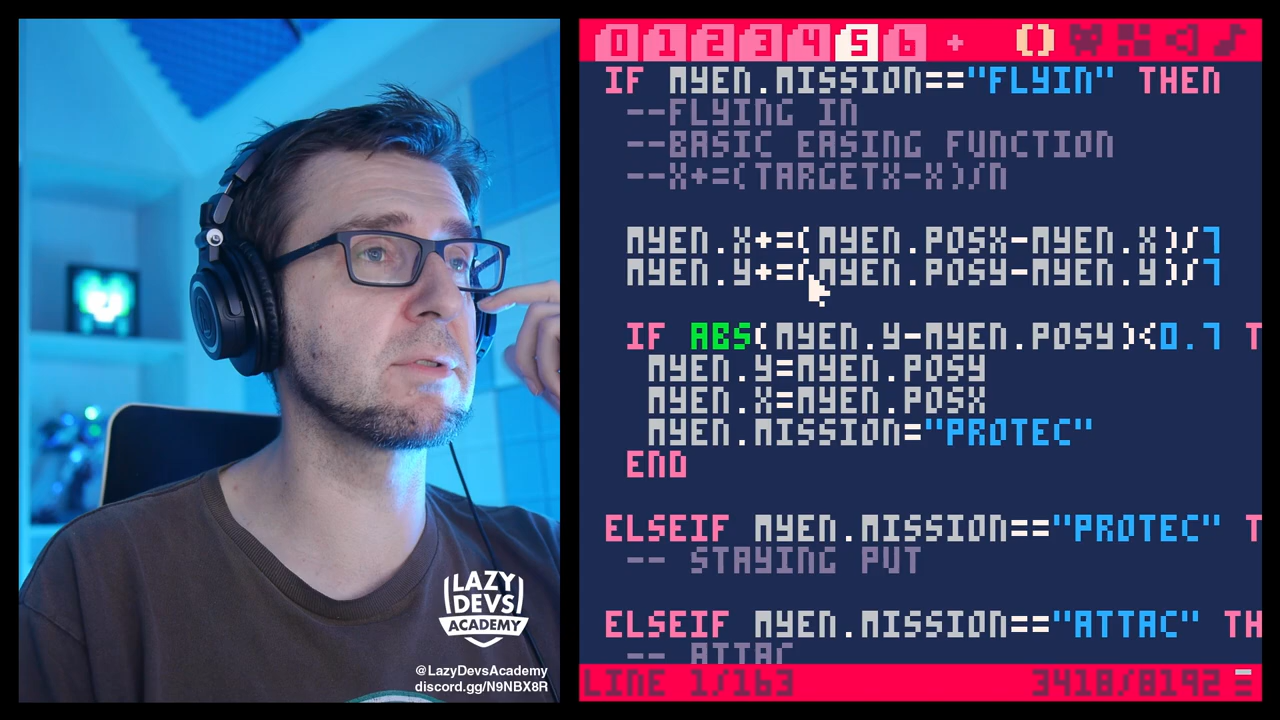 LAZY
DEVS
ACADEMY
@LazyDevsAcademy
discord.gg/N9NBX8R
0 1 2 3 4 5 6 + ()
IF MYEN.MISSION=="FLYIN" THEN
--FLYING IN
--BASIC EASING FUNCTION
--X+=(TARGETX-X)/N
MYEN.X+=(MYEN.POSX-MYEN.X)/7
MYEN.Y+=(MYEN.POSY-MYEN.Y)/7
IF ABS(MYEN.Y-MYEN.POSY)<0.7 T
MYEN.Y=MYEN.POSY
MYEN.X=MYEN.POSX
MYEN.MISSION="PROTEC"
END
ELSEIF MYEN.MISSION=="PROTEC" T
-- STAYING PUT
ELSEIF MYEN.MISSION=="ATTAC" TH
-- ATTAC
LINE 1/163
3418/8192